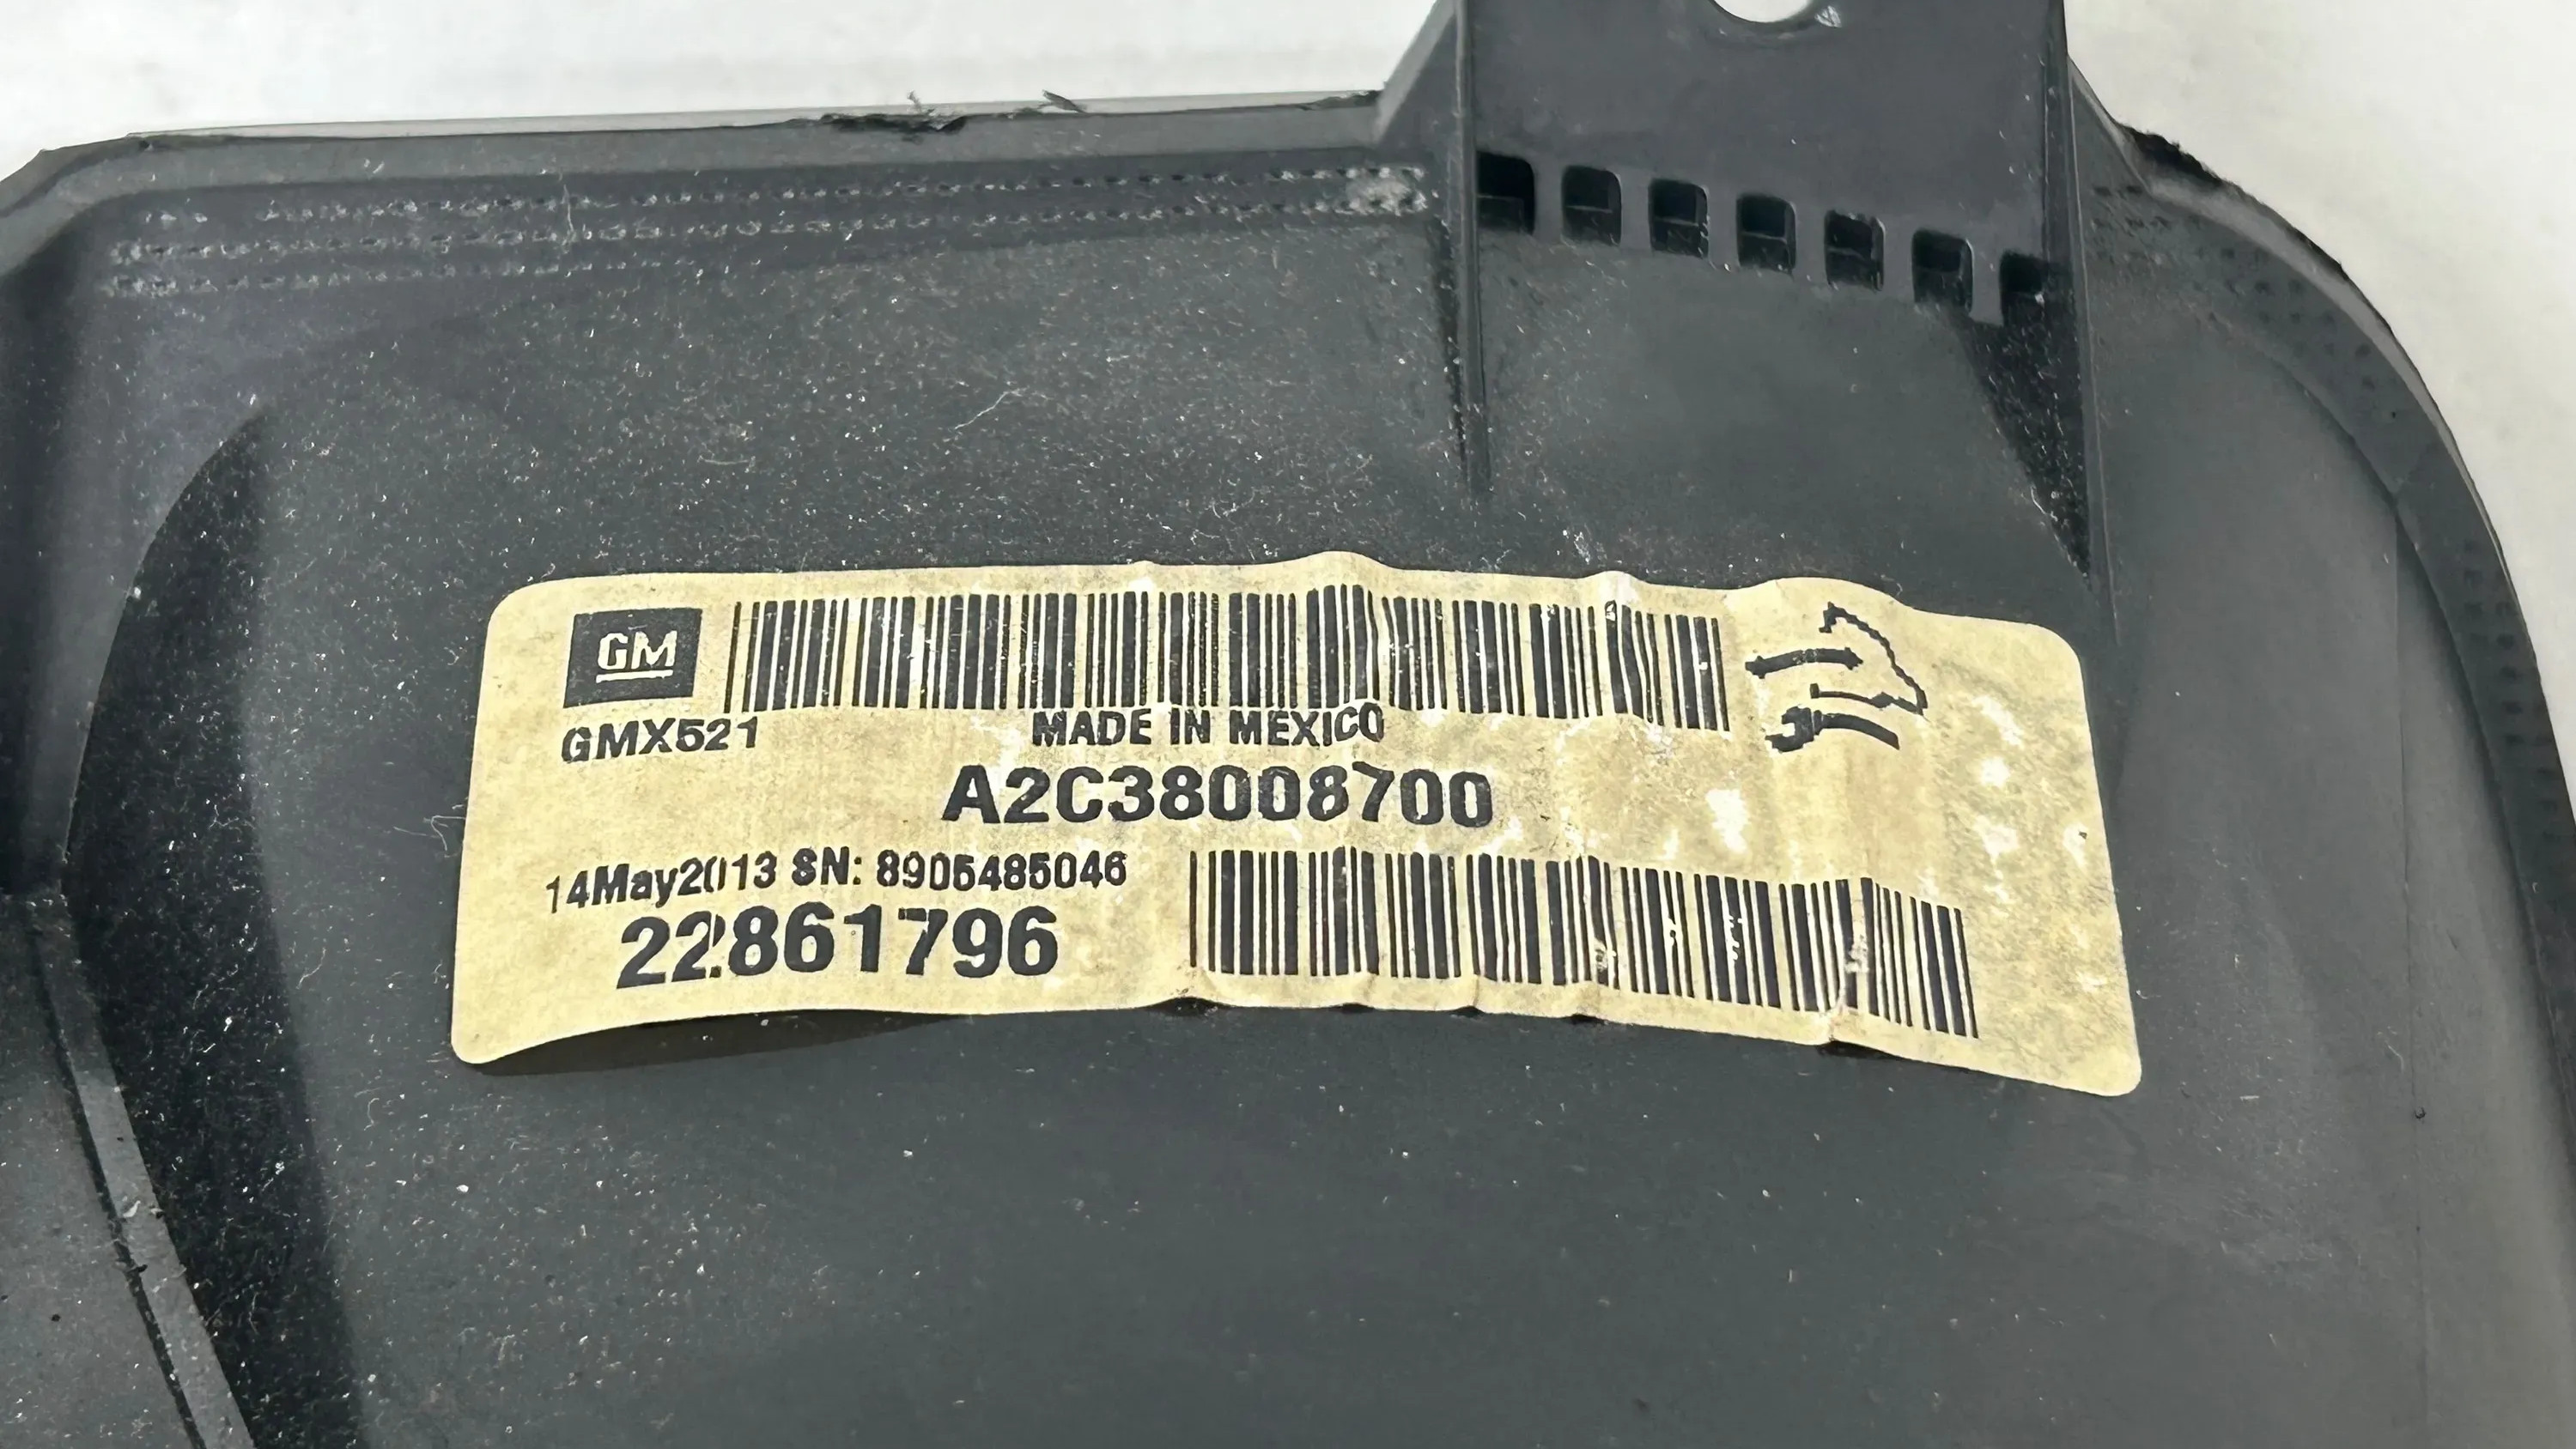 GM
GMX521
MADE IN MEXICO
A2C38008700
14May2013 SN: 8905485046
22861796